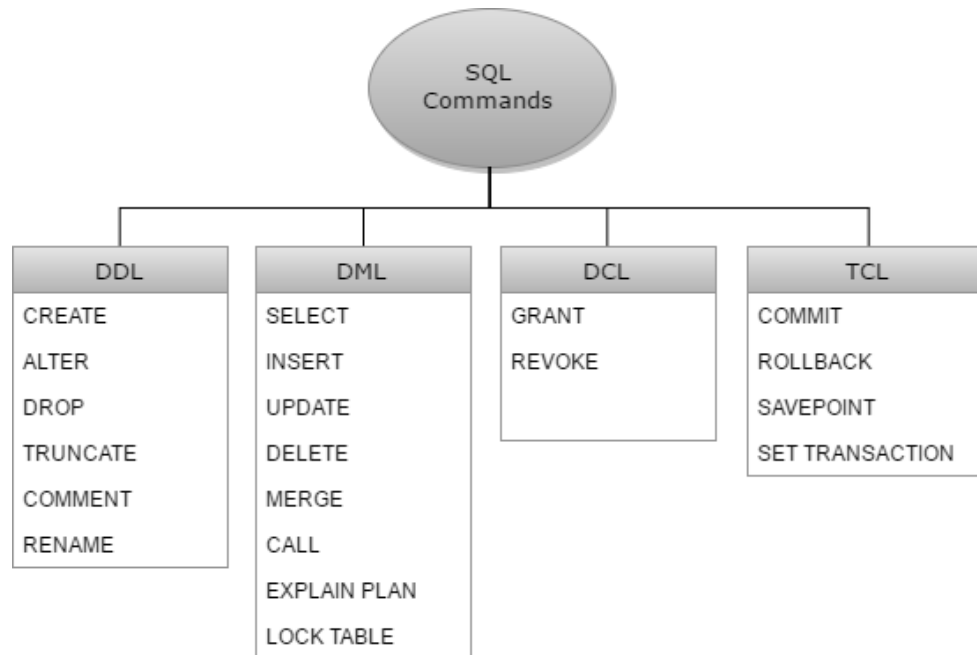 SQL
Commands
DDL
CREATE
ALTER
DROP
TRUNCATE
COMMENT
RENAME
DML
SELECT
INSERT
UPDATE
DELETE
MERGE
CALL
EXPLAIN PLAN
LOCK TABLE
DCL
GRANT
REVOKE
TCL
COMMIT
ROLLBACK
SAVEPOINT
SET TRANSACTION